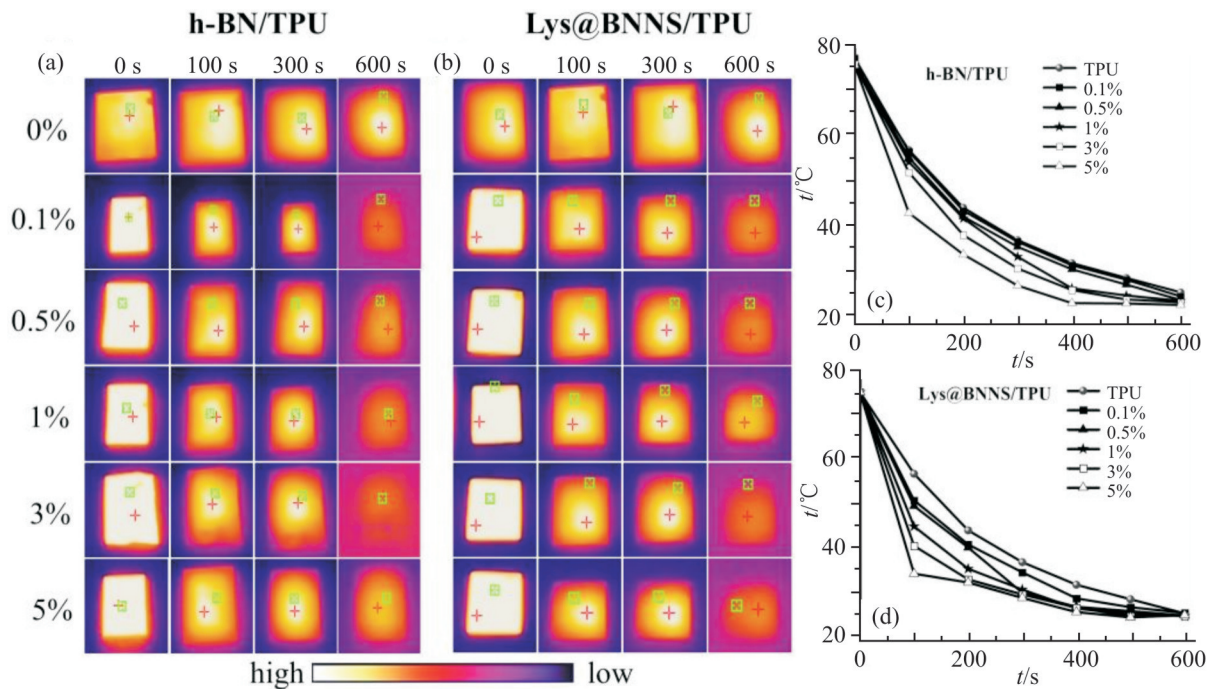 h-BN/TPU
Lys@BNNS/TPU
(a)
0 s 100 s 300 s 600 s
(b)
0 s 100 s 300 s 600 s
0%
0.1%
0.5%
1%
3%
5%
high
low
80
60
40
20
t/°C
h-BN/TPU
TPU
0.1%
0.5%
1%
3%
5%
(c)
0 200 400 600
t/s
80
60
40
20
t/°C
Lys@BNNS/TPU
TPU
0.1%
0.5%
1%
3%
5%
(d)
0 200 400 600
t/s